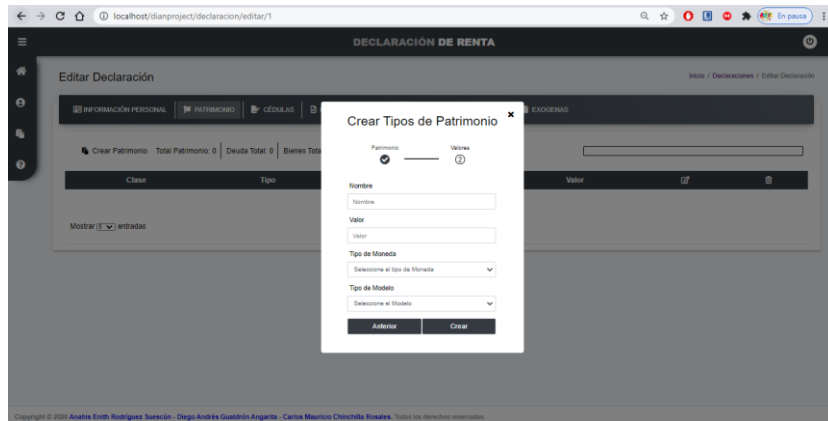 localhost/dianproject/declaracion/editar/1
En pausa
DECLARACIÓN DE RENTA
Editar Declaración
Inicio / Declaraciones / Editar Declaración
INFORMACIÓN PERSONAL PATRIMONIO CÉDULAS EXOGENAS
Crear Patrimonio Total Patrimonio: 0 Deuda Total: 0 Bienes Tota
Clase Tipo Valor
Mostrar 5 entradas
Crear Tipos de Patrimonio ×
Patrimonio Valores
2
Nombre
Nombre
Valor
Valor
Tipo de Moneda
Seleccione el tipo de Moneda
Tipo de Modelo
Seleccione el Modelo
Anterior Crear
Copyright © 2020 Anahis Enith Rodríguez Suescún - Diego Andrés Gualdrón Angarita - Carlos Mauricio Chinchilla Rosales. Todos los derechos reservados.